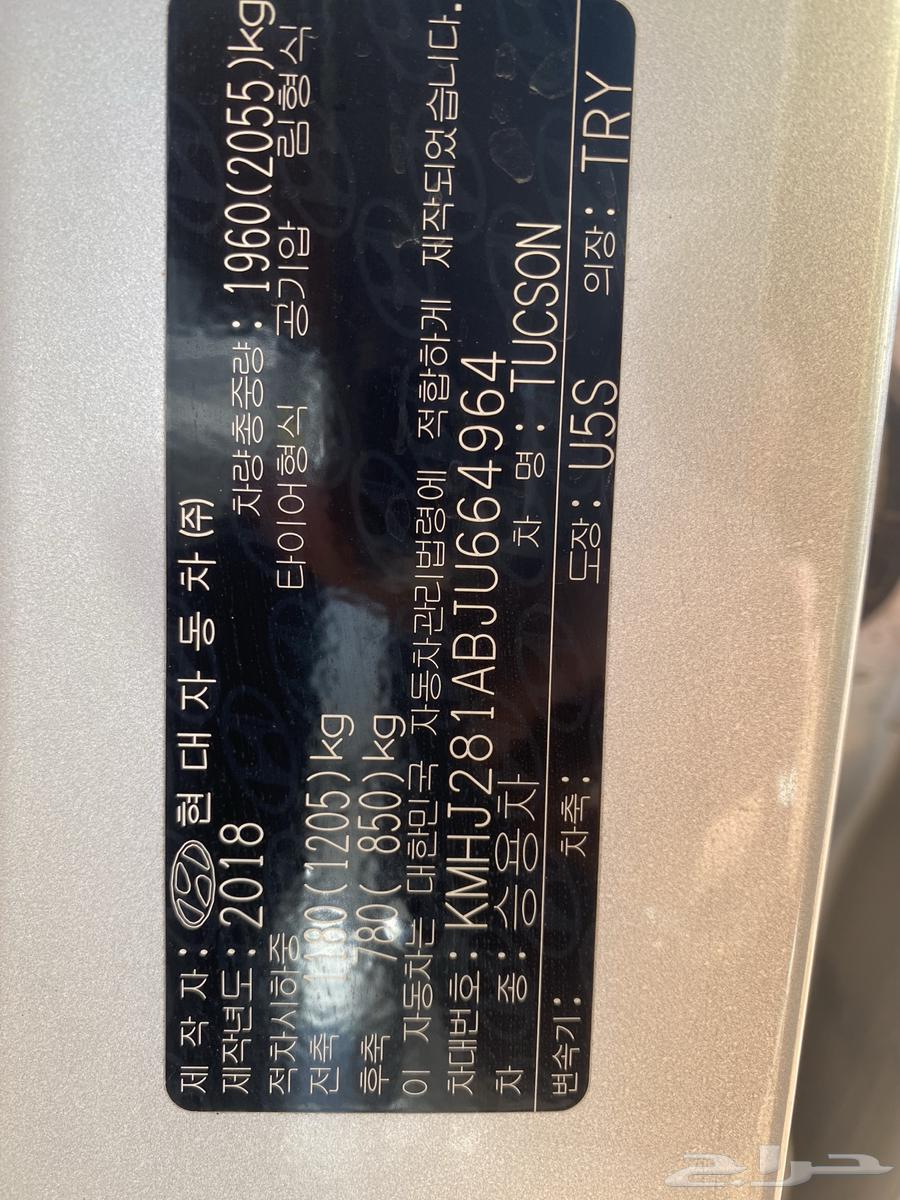 제 작 자: 현 대 자 동 차 (주)
제작년도: 2018 차량총중량: 1960(2055)kg
적차시하중 타이어형식 공기압 림형식
전축 1180(1205)kg
후축 780( 850)kg
이 자동차는 대한민국 자동차관리법령에 적합하게 제작되었습니다.
차대번호: KMHJ281ABJU664964
차 종: 승용차 차 명: TUCSON
변속기: 차축: 도장: U5S 의장: TRY
حراج